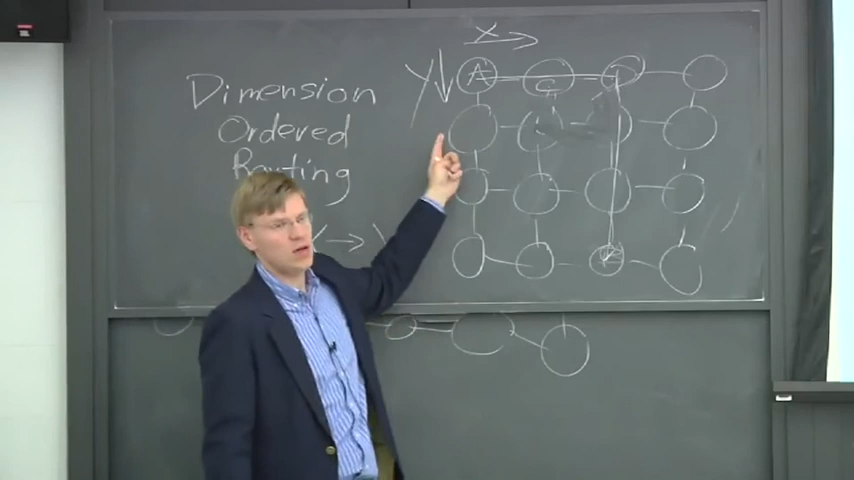 Dimension
Ordered
Routing
X →
Y ↓
A
→